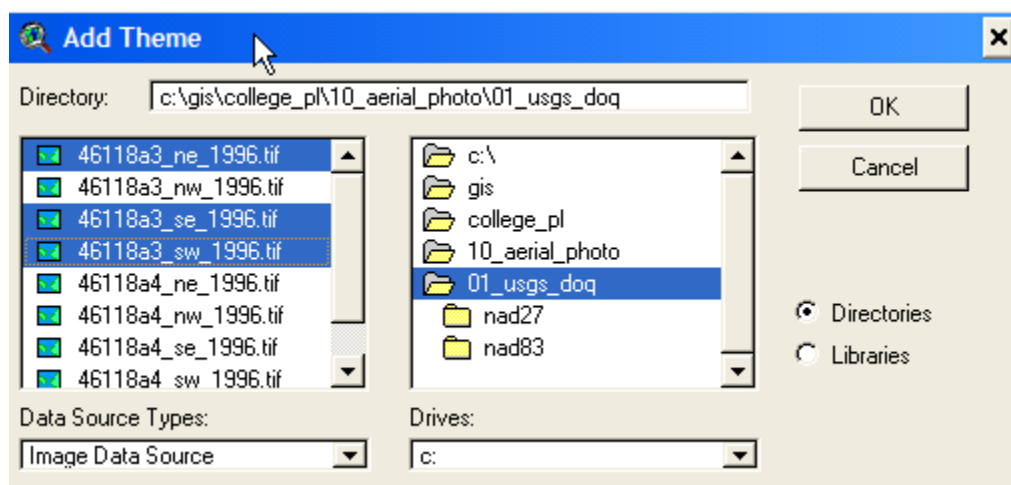 Add Theme
Directory: c:\gis\college_pl\10_aerial_photo\01_usgs_doq
OK
Cancel
46118a3_ne_1996.tif
46118a3_nw_1996.tif
46118a3_se_1996.tif
46118a3_sw_1996.tif
46118a4_ne_1996.tif
46118a4_nw_1996.tif
46118a4_se_1996.tif
46118a4_sw_1996.tif
c:\
gis
college_pl
10_aerial_photo
01_usgs_doq
nad27
nad83
Directories
Libraries
Data Source Types:
Image Data Source
Drives:
c: